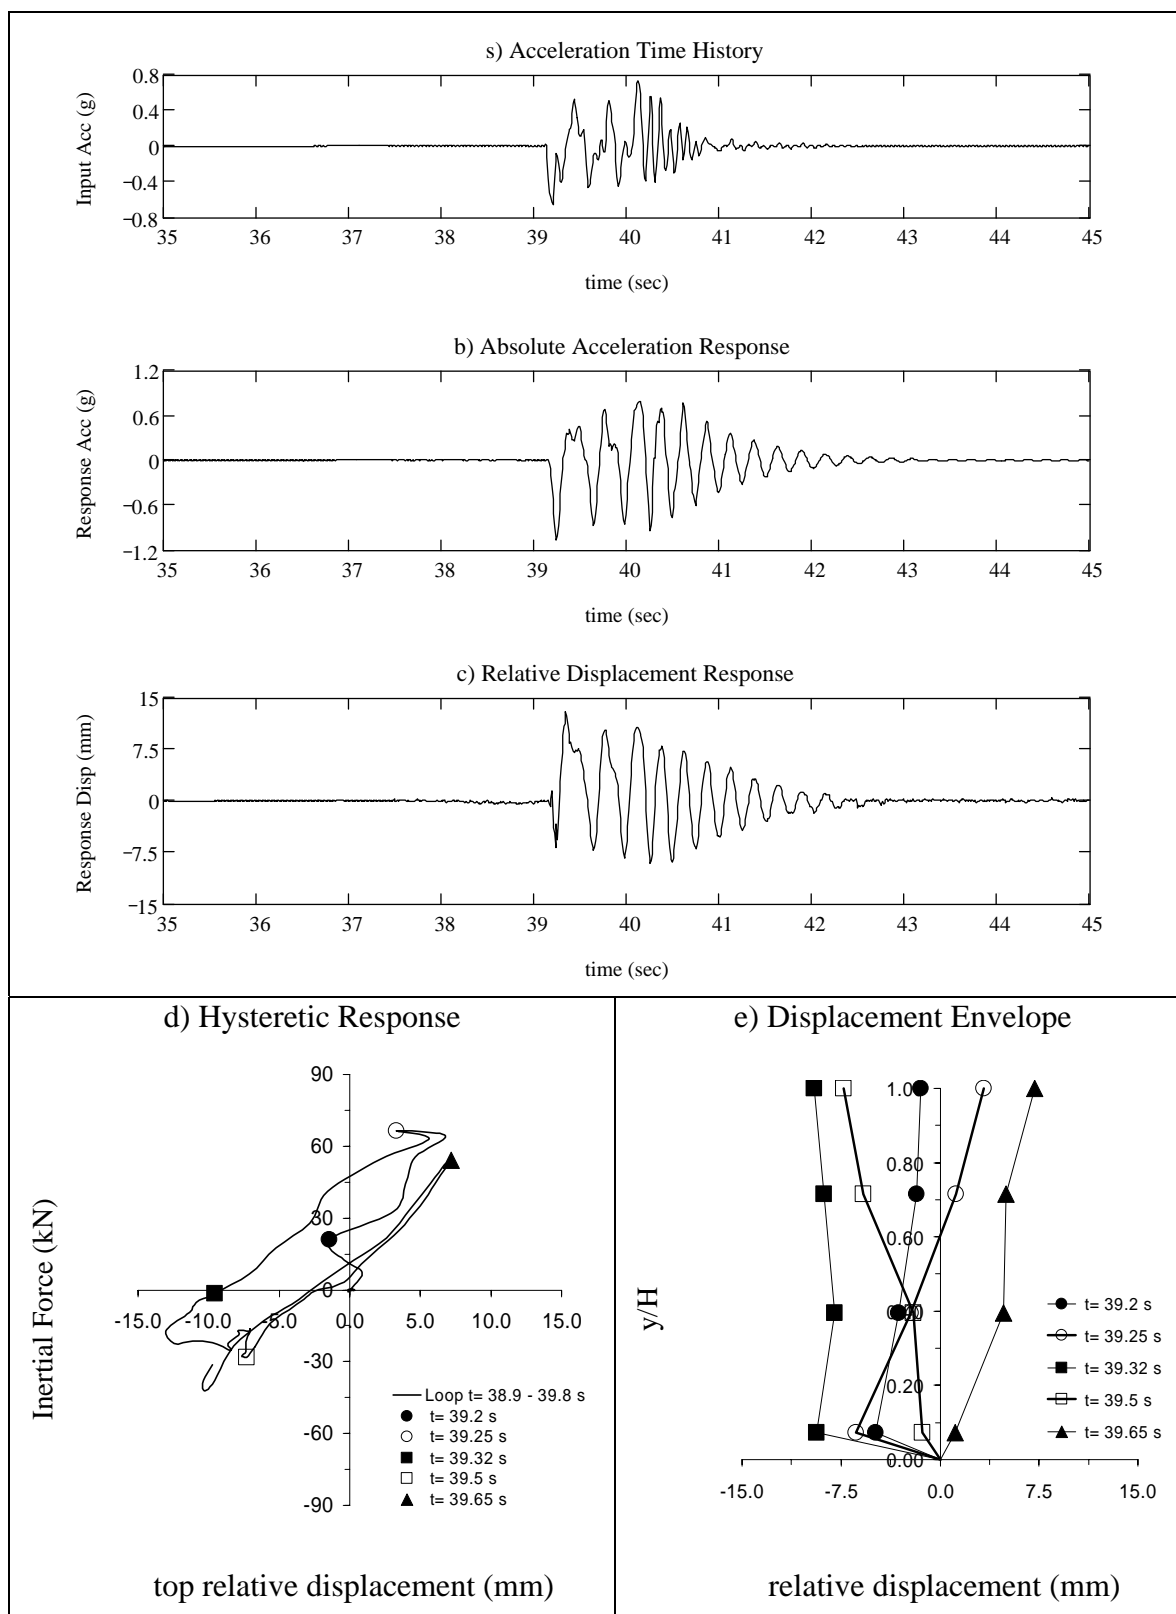 s) Acceleration Time History
Input Acc (g)
0.8
0.4
0
−0.4
−0.8
35 36 37 38 39 40 41 42 43 44 45
time (sec)
b) Absolute Acceleration Response
Response Acc (g)
1.2
0.6
0
−0.6
−1.2
35 36 37 38 39 40 41 42 43 44 45
time (sec)
c) Relative Displacement Response
Response Disp (mm)
15
7.5
0
−7.5
−15
35 36 37 38 39 40 41 42 43 44 45
time (sec)
d) Hysteretic Response
Inertial Force (kN)
90
60
30
0
-15.0 -10.0 -5.0 0.0 5.0 10.0 15.0
-30
-60
-90
Loop t= 38.9 - 39.8 s
t= 39.2 s
t= 39.25 s
t= 39.32 s
t= 39.5 s
t= 39.65 s
top relative displacement (mm)
e) Displacement Envelope
y/H
1.00
0.80
0.60
0.40
0.20
0.00
-15.0 -7.5 0.0 7.5 15.0
t= 39.2 s
t= 39.25 s
t= 39.32 s
t= 39.5 s
t= 39.65 s
relative displacement (mm)